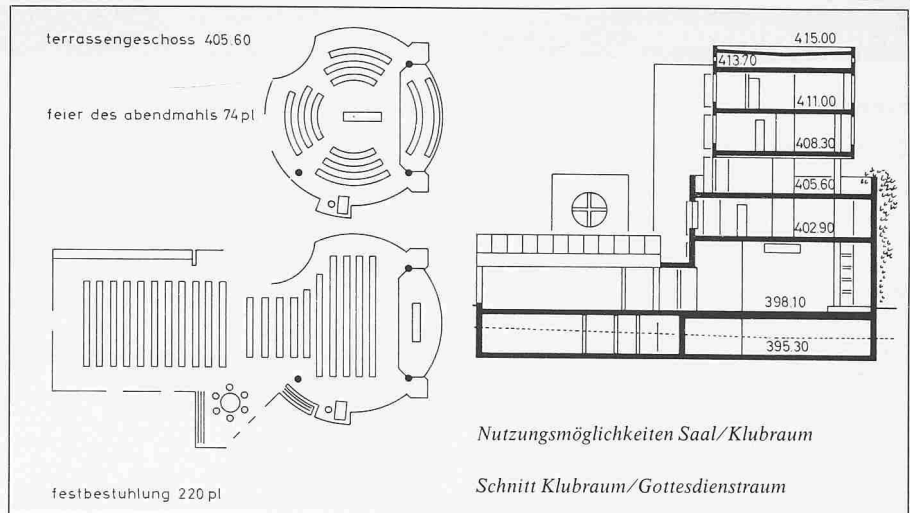 terrassengeschoss 405.60
feier des abendmahls 74 pl
festbestuhlung 220 pl
415.00
413.70
411.00
408.30
405.60
402.90
398.10
395.30
Nutzungsmöglichkeiten Saal/Klubraum
Schnitt Klubraum/Gottesdienstraum